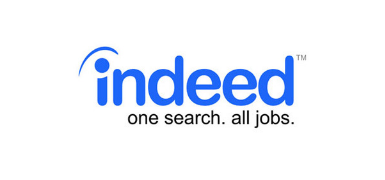 indeed™
one search. all jobs.